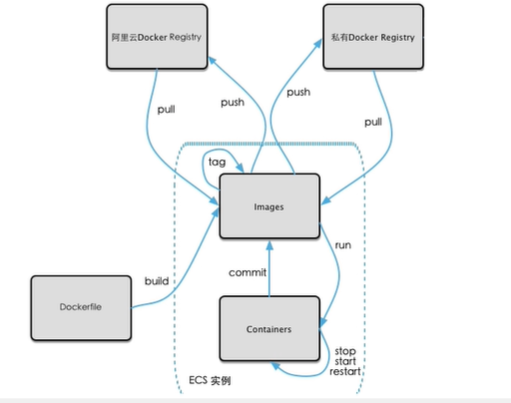 阿里云Docker Registry
私有Docker Registry
pull
push
push
pull
tag
Images
run
build
commit
Dockerfile
Containers
stop
start
restart
ECS 实例